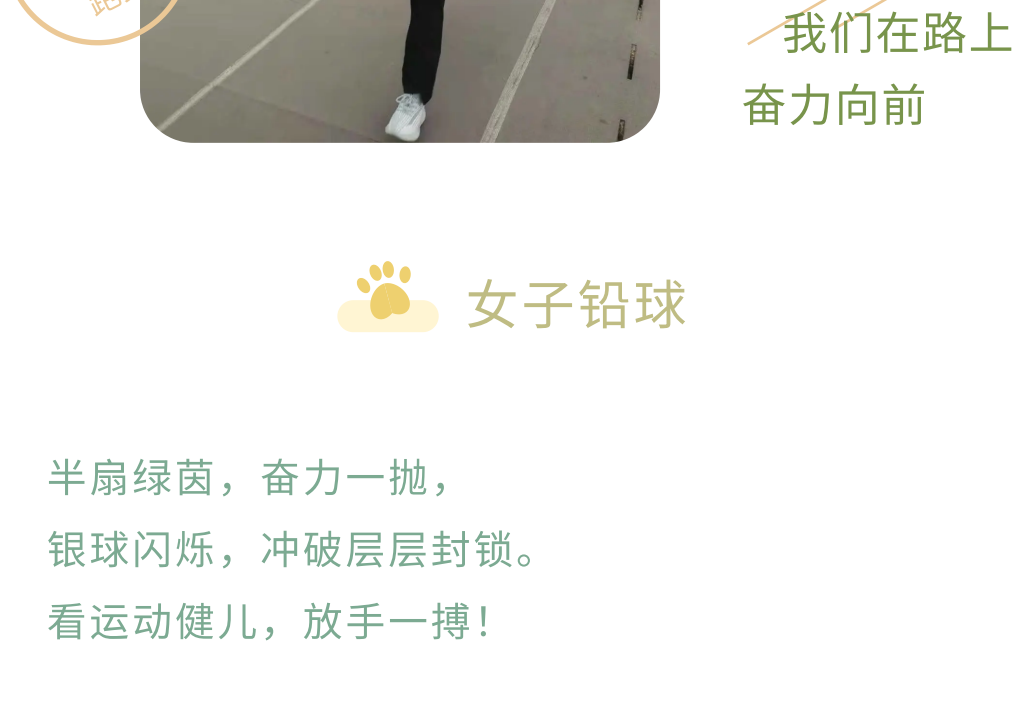 我们在路上
奋力向前
女子铅球
半扇绿茵，奋力一抛，
银球闪烁，冲破层层封锁。
看运动健儿，放手一搏！